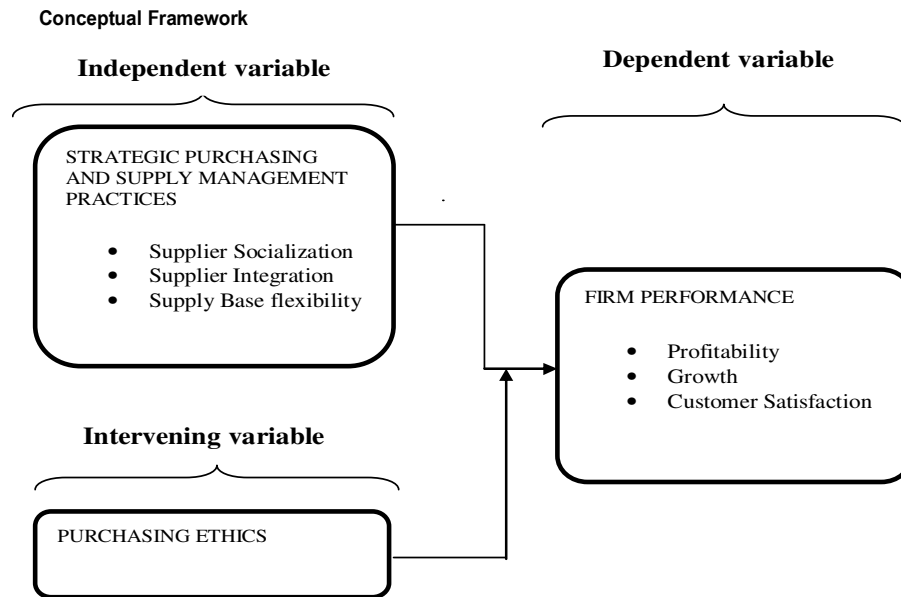 Conceptual Framework
Independent variable
STRATEGIC PURCHASING
AND SUPPLY MANAGEMENT
PRACTICES
• Supplier Socialization
• Supplier Integration
• Supply Base flexibility
Dependent variable
FIRM PERFORMANCE
• Profitability
• Growth
• Customer Satisfaction
Intervening variable
PURCHASING ETHICS